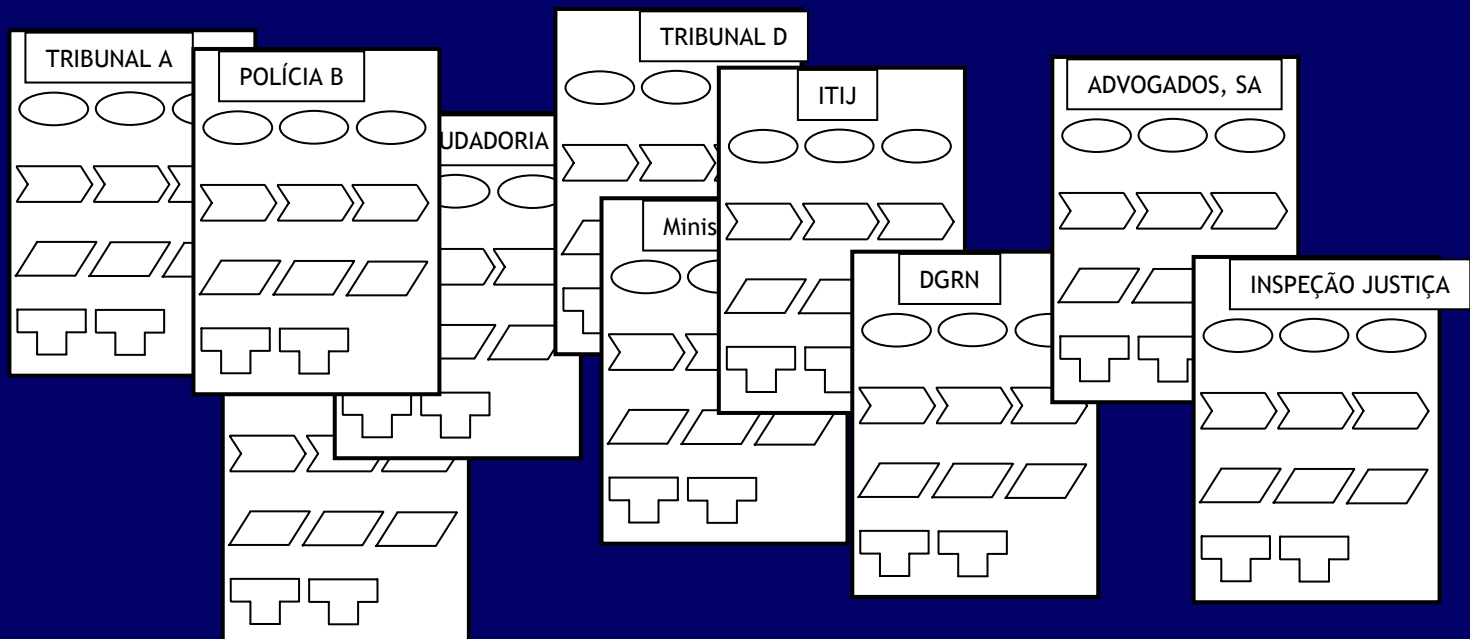 TRIBUNAL A
POLÍCIA B
UDADORIA
TRIBUNAL D
Minis
ITIJ
DGRN
ADVOGADOS, SA
INSPEÇÃO JUSTIÇA